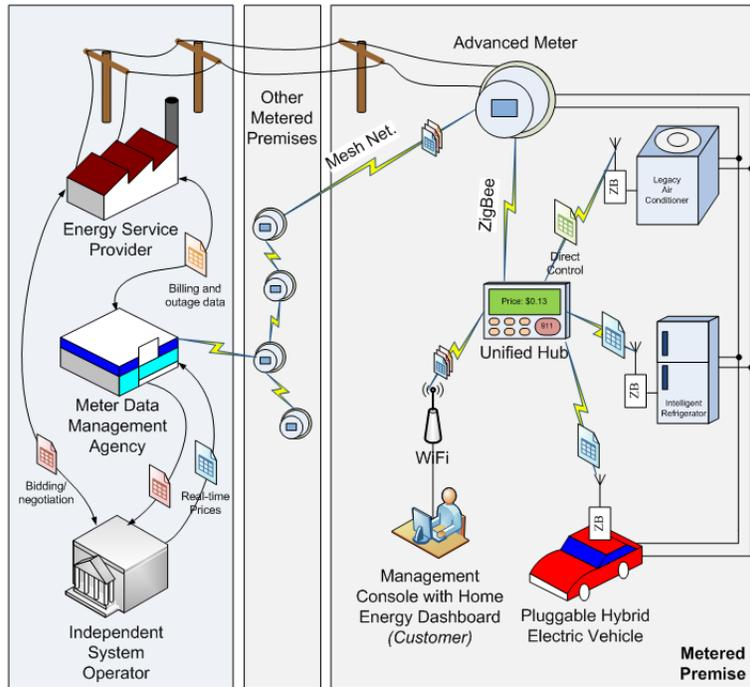 Advanced Meter
Other
Metered
Premises
Mesh Net.
ZigBee
Energy Service
Provider
Billing and
outage data
ZB
Legacy
Air
Conditioner
Direct
Control
Price: $0.13
911
Unified Hub
ZB
Intelligent
Refrigerator
Meter Data
Management
Agency
WiFi
Bidding/
negotiation
Real-time
Prices
ZB
Management
Console with Home
Energy Dashboard
(Customer)
Pluggable Hybrid
Electric Vehicle
Independent
System
Operator
Metered
Premise